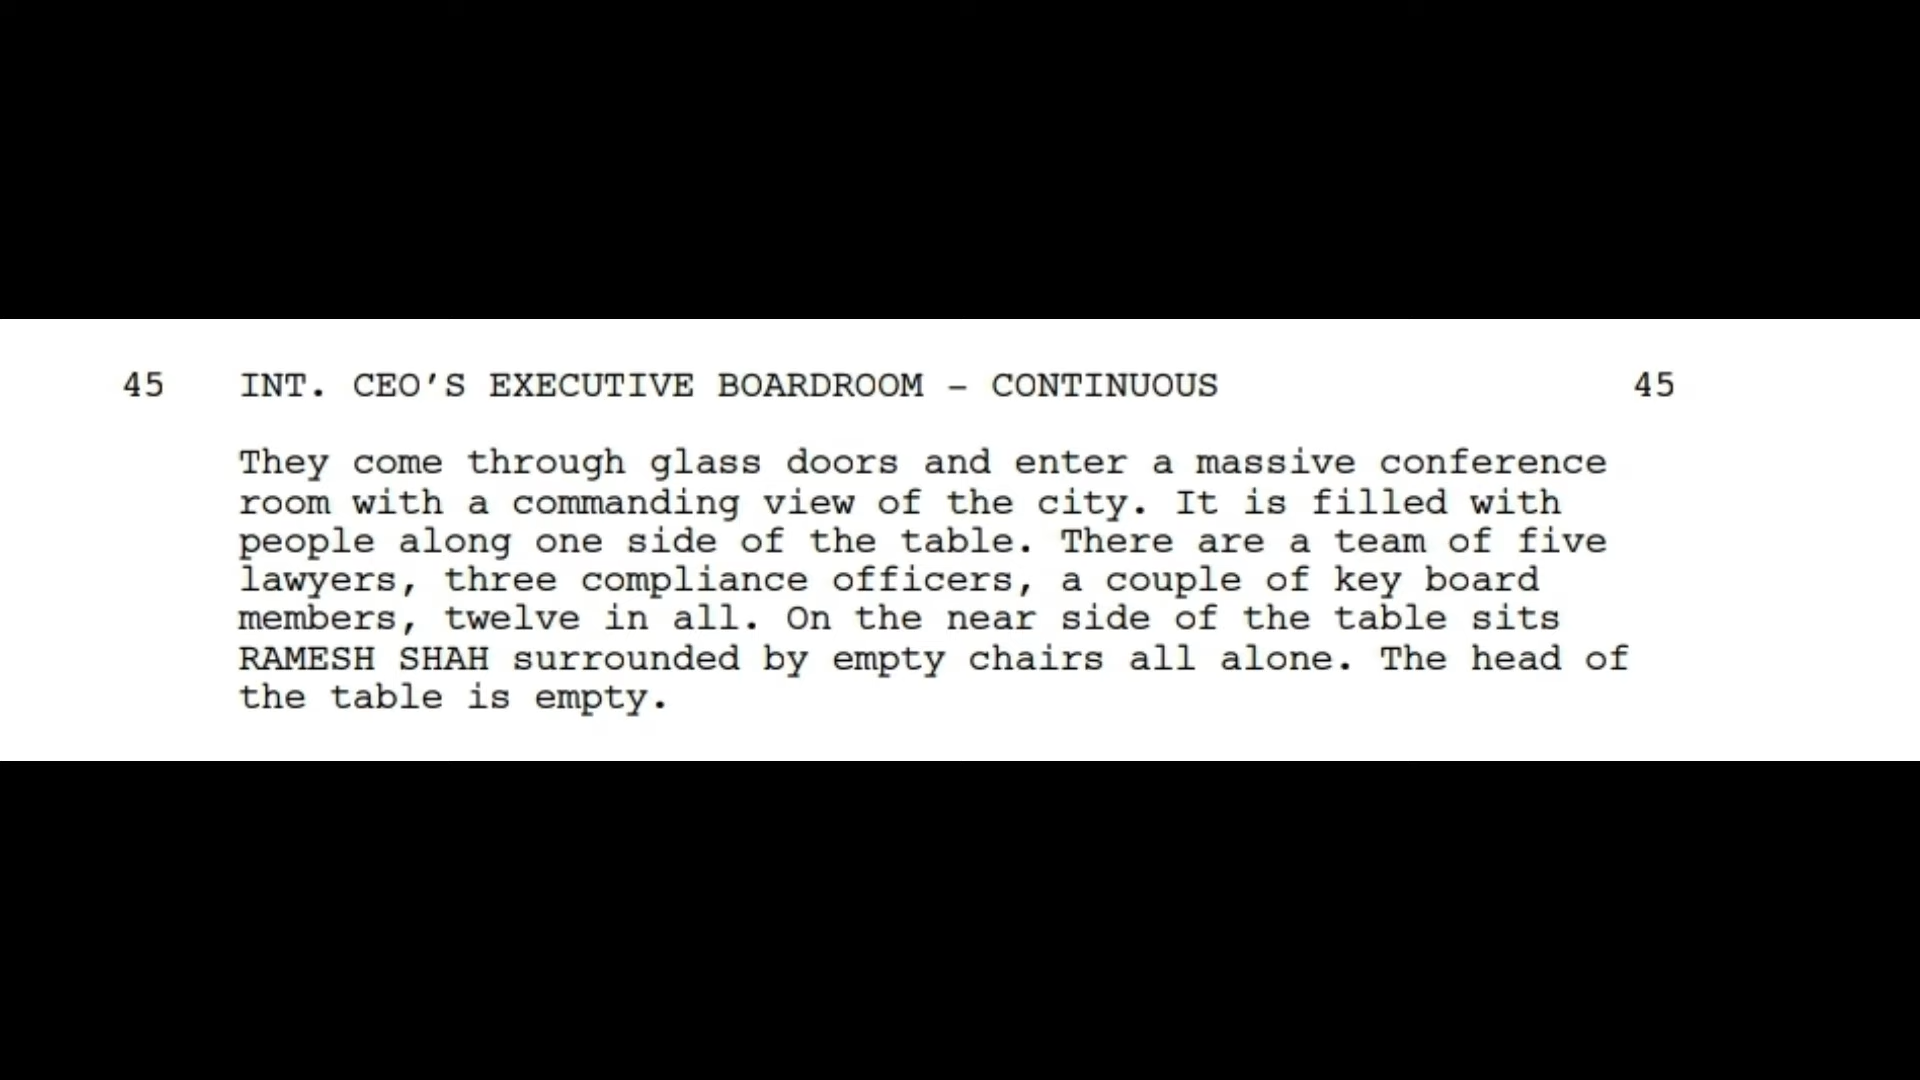 45 INT. CEO'S EXECUTIVE BOARDROOM – CONTINUOUS 45
They come through glass doors and enter a massive conference
room with a commanding view of the city. It is filled with
people along one side of the table. There are a team of five
lawyers, three compliance officers, a couple of key board
members, twelve in all. On the near side of the table sits
RAMESH SHAH surrounded by empty chairs all alone. The head of
the table is empty.